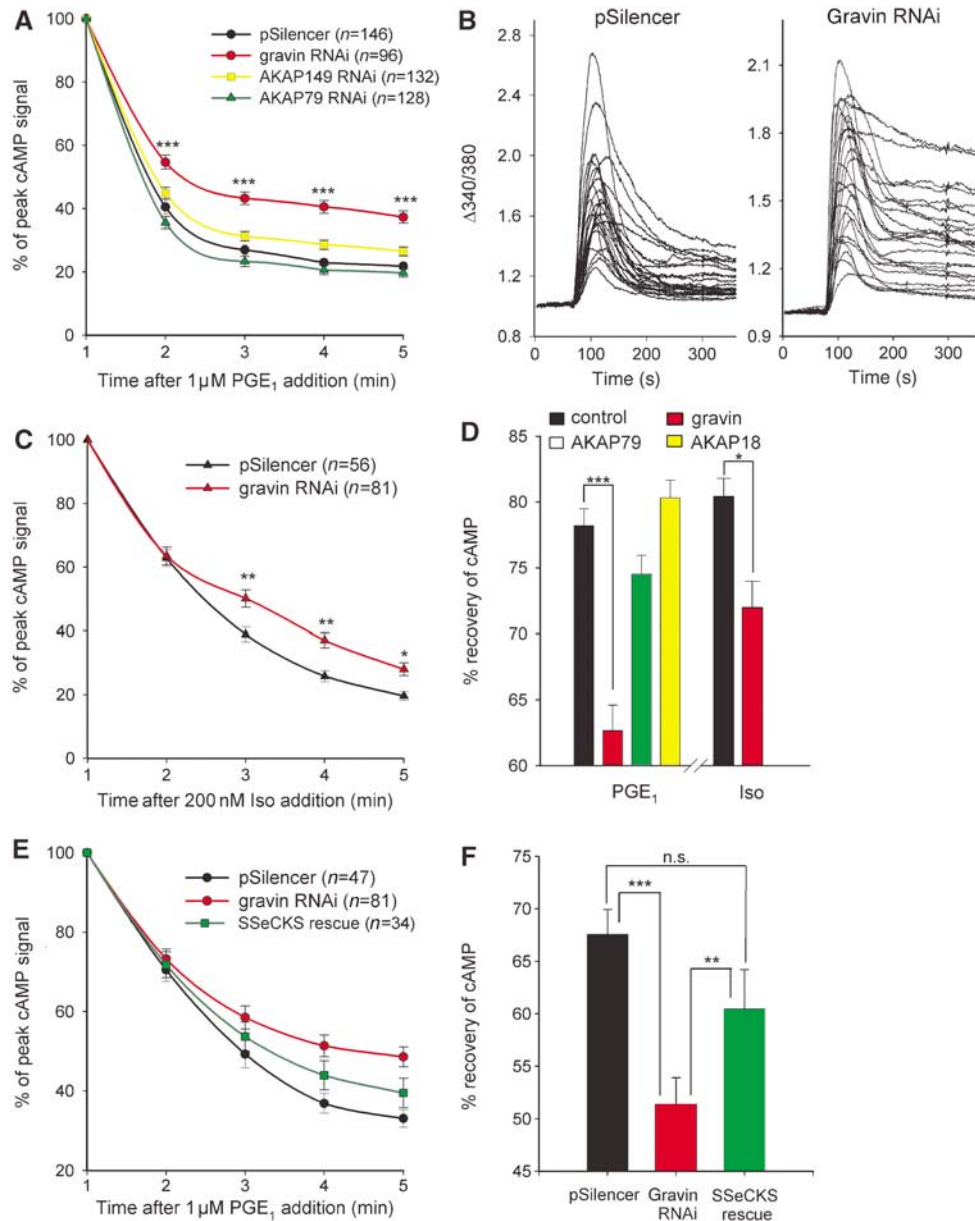 A
% of peak cAMP signal
100
80
60
40
20
0
pSilencer (n=146)
gravin RNAi (n=96)
AKAP149 RNAi (n=132)
AKAP79 RNAi (n=128)
***
***
***
***
1 2 3 4 5
Time after 1 µM PGE1 addition (min)
B
pSilencer
Δ340/380
2.8
2.4
2.0
1.6
1.2
0.8
0 100 200 300
Time (s)
Gravin RNAi
2.1
1.8
1.5
1.2
0.9
0 100 200 300
Time (s)
C
% of peak cAMP signal
100
80
60
40
20
0
pSilencer (n=56)
gravin RNAi (n=81)
**
**
*
1 2 3 4 5
Time after 200 nM Iso addition (min)
D
control gravin
AKAP79 AKAP18
% recovery of cAMP
85
80
75
70
65
60
***
*
PGE1 Iso
E
% of peak cAMP signal
100
80
60
40
20
pSilencer (n=47)
gravin RNAi (n=81)
SSeCKS rescue (n=34)
1 2 3 4 5
Time after 1 µM PGE1 addition (min)
F
% recovery of cAMP
75
70
65
60
55
50
45
n.s.
***
**
pSilencer Gravin SSeCKS
RNAi rescue